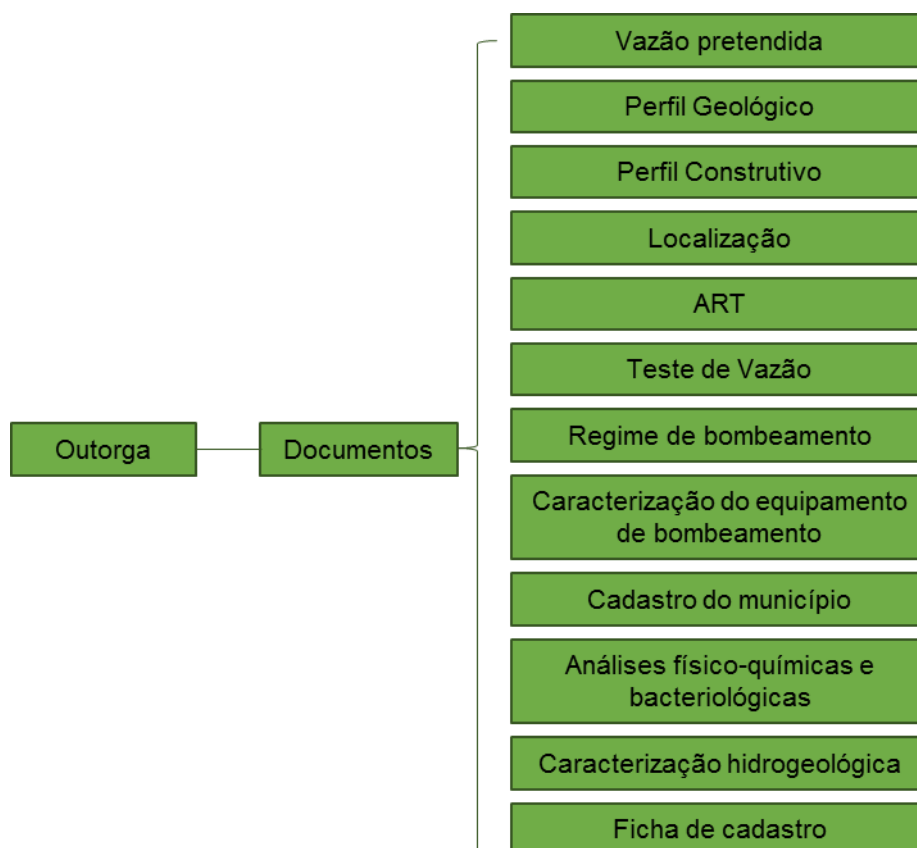 Vazão pretendida
Perfil Geológico
Perfil Construtivo
Localização
ART
Teste de Vazão
Outorga
Documentos
Regime de bombeamento
Caracterização do equipamento
de bombeamento
Cadastro do município
Análises físico-químicas e
bacteriológicas
Caracterização hidrogeológica
Ficha de cadastro